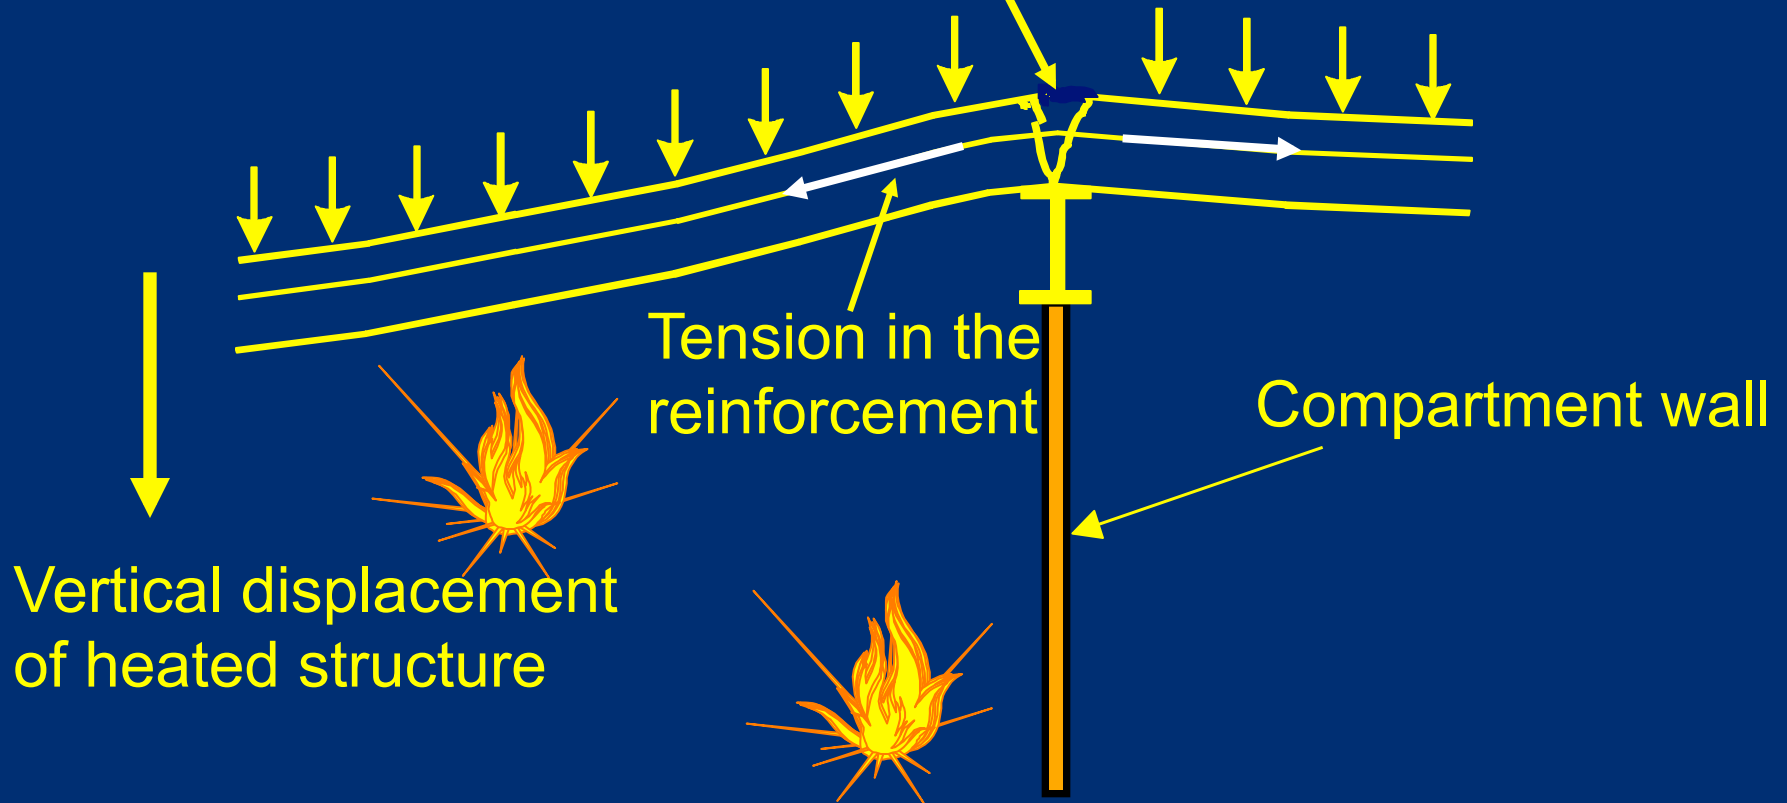 Tension in the
reinforcement
Compartment wall
Vertical displacement
of heated structure